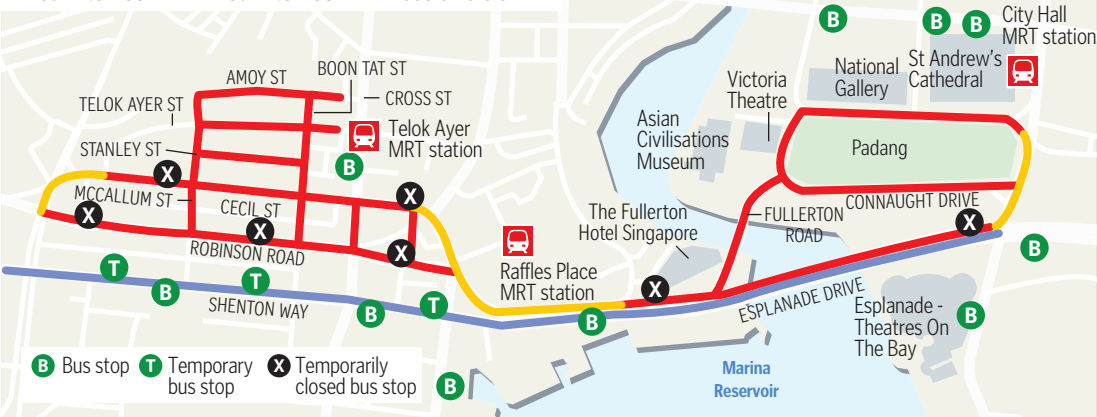 City Hall
MRT station
St Andrew's
Cathedral
National
Gallery
Victoria
Theatre
BOON TAT ST
AMOY ST
CROSS ST
TELOK AYER ST
Telok Ayer
MRT station
Asian
Civilisations
Museum
Padang
STANLEY ST
MCCALLUM ST
CECIL ST
CONNAUGHT DRIVE
The Fullerton
Hotel Singapore
FULLERTON
ROAD
ROBINSON ROAD
Raffles Place
MRT station
SHENTON WAY
ESPLANADE DRIVE
Esplanade -
Theatres On
The Bay
Marina
Reservoir
B Bus stop
T Temporary
bus stop
X Temporarily
closed bus stop
B
B
B
B
B
B
B
B
B
B
T
T
T
X
X
X
X
X
X
X